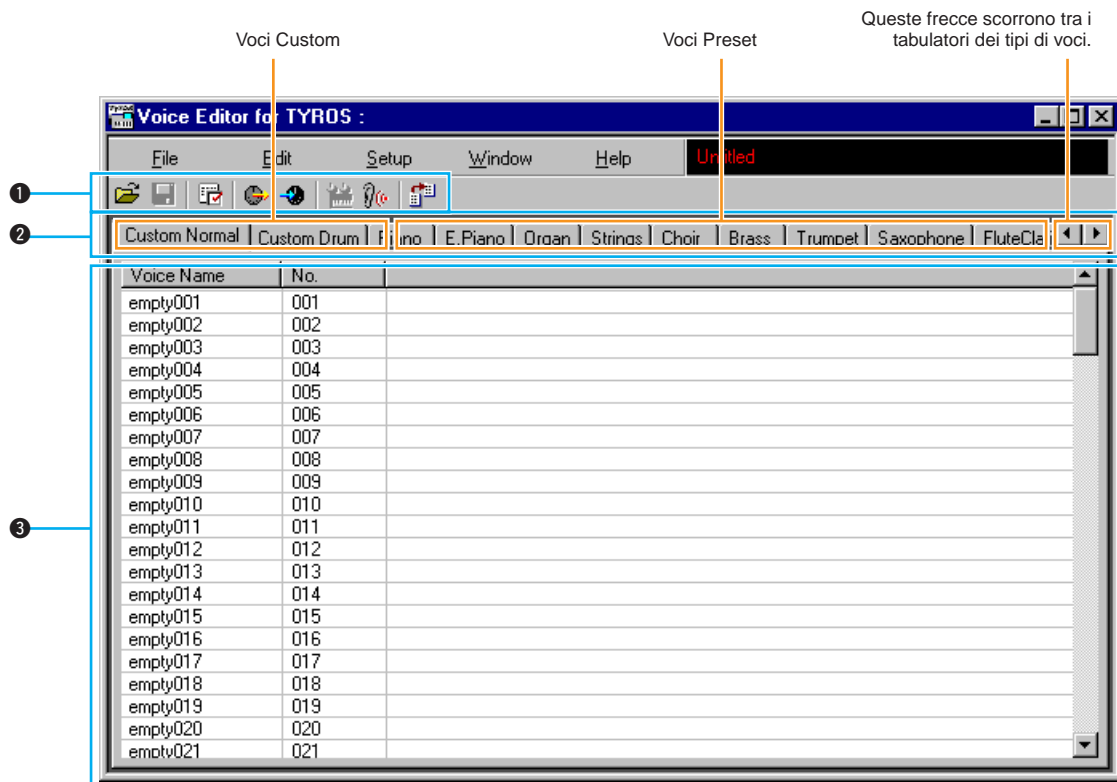 Queste frecce scorrono tra i
tabulatori dei tipi di voci.
Voci Custom
Voci Preset
Voice Editor for TYROS :
File Edit Setup Window Help Untitled
❶
❷
Custom Normal Custom Drum Piano E.Piano Organ Strings Choir Brass Trumpet Saxophone FluteCla
Voice Name No.
empty001 001
empty002 002
empty003 003
empty004 004
empty005 005
empty006 006
empty007 007
empty008 008
empty009 009
empty010 010
❸
empty011 011
empty012 012
empty013 013
empty014 014
empty015 015
empty016 016
empty017 017
empty018 018
empty019 019
empty020 020
empty021 021